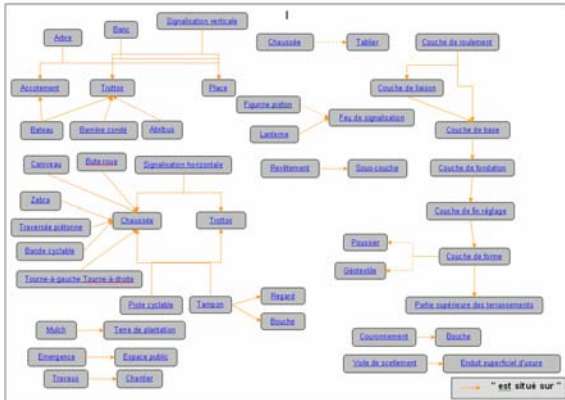 Signalisation verticale
Banc
Arbre
Chaussée
Tablier
Couche de roulement
Accotement
Trottoir
Place
Couche de liaison
Figurine piéton
Feu de signalisation
Lanterne
Bateau
Barrière condé
Abribus
Couche de base
Caniveau
Bute roue
Signalisation horizontale
Revêtement
Sous-couche
Couche de fondation
Zebra
Chaussée
Trottoir
Couche de fin réglage
Traversée piétonne
Bande cyclable
Poussier
Couche de forme
Géotextile
Tourne-à-gauche Tourne-à-droite
Piste cyclable
Tampon
Regard
Bouche
Partie supérieure des terrassements
Mulch
Terre de plantation
Couronnement
Bouche
Emergence
Espace public
Voile de scellement
Enduit superficiel d'usure
Traceus
Chantier
" est situé sur "